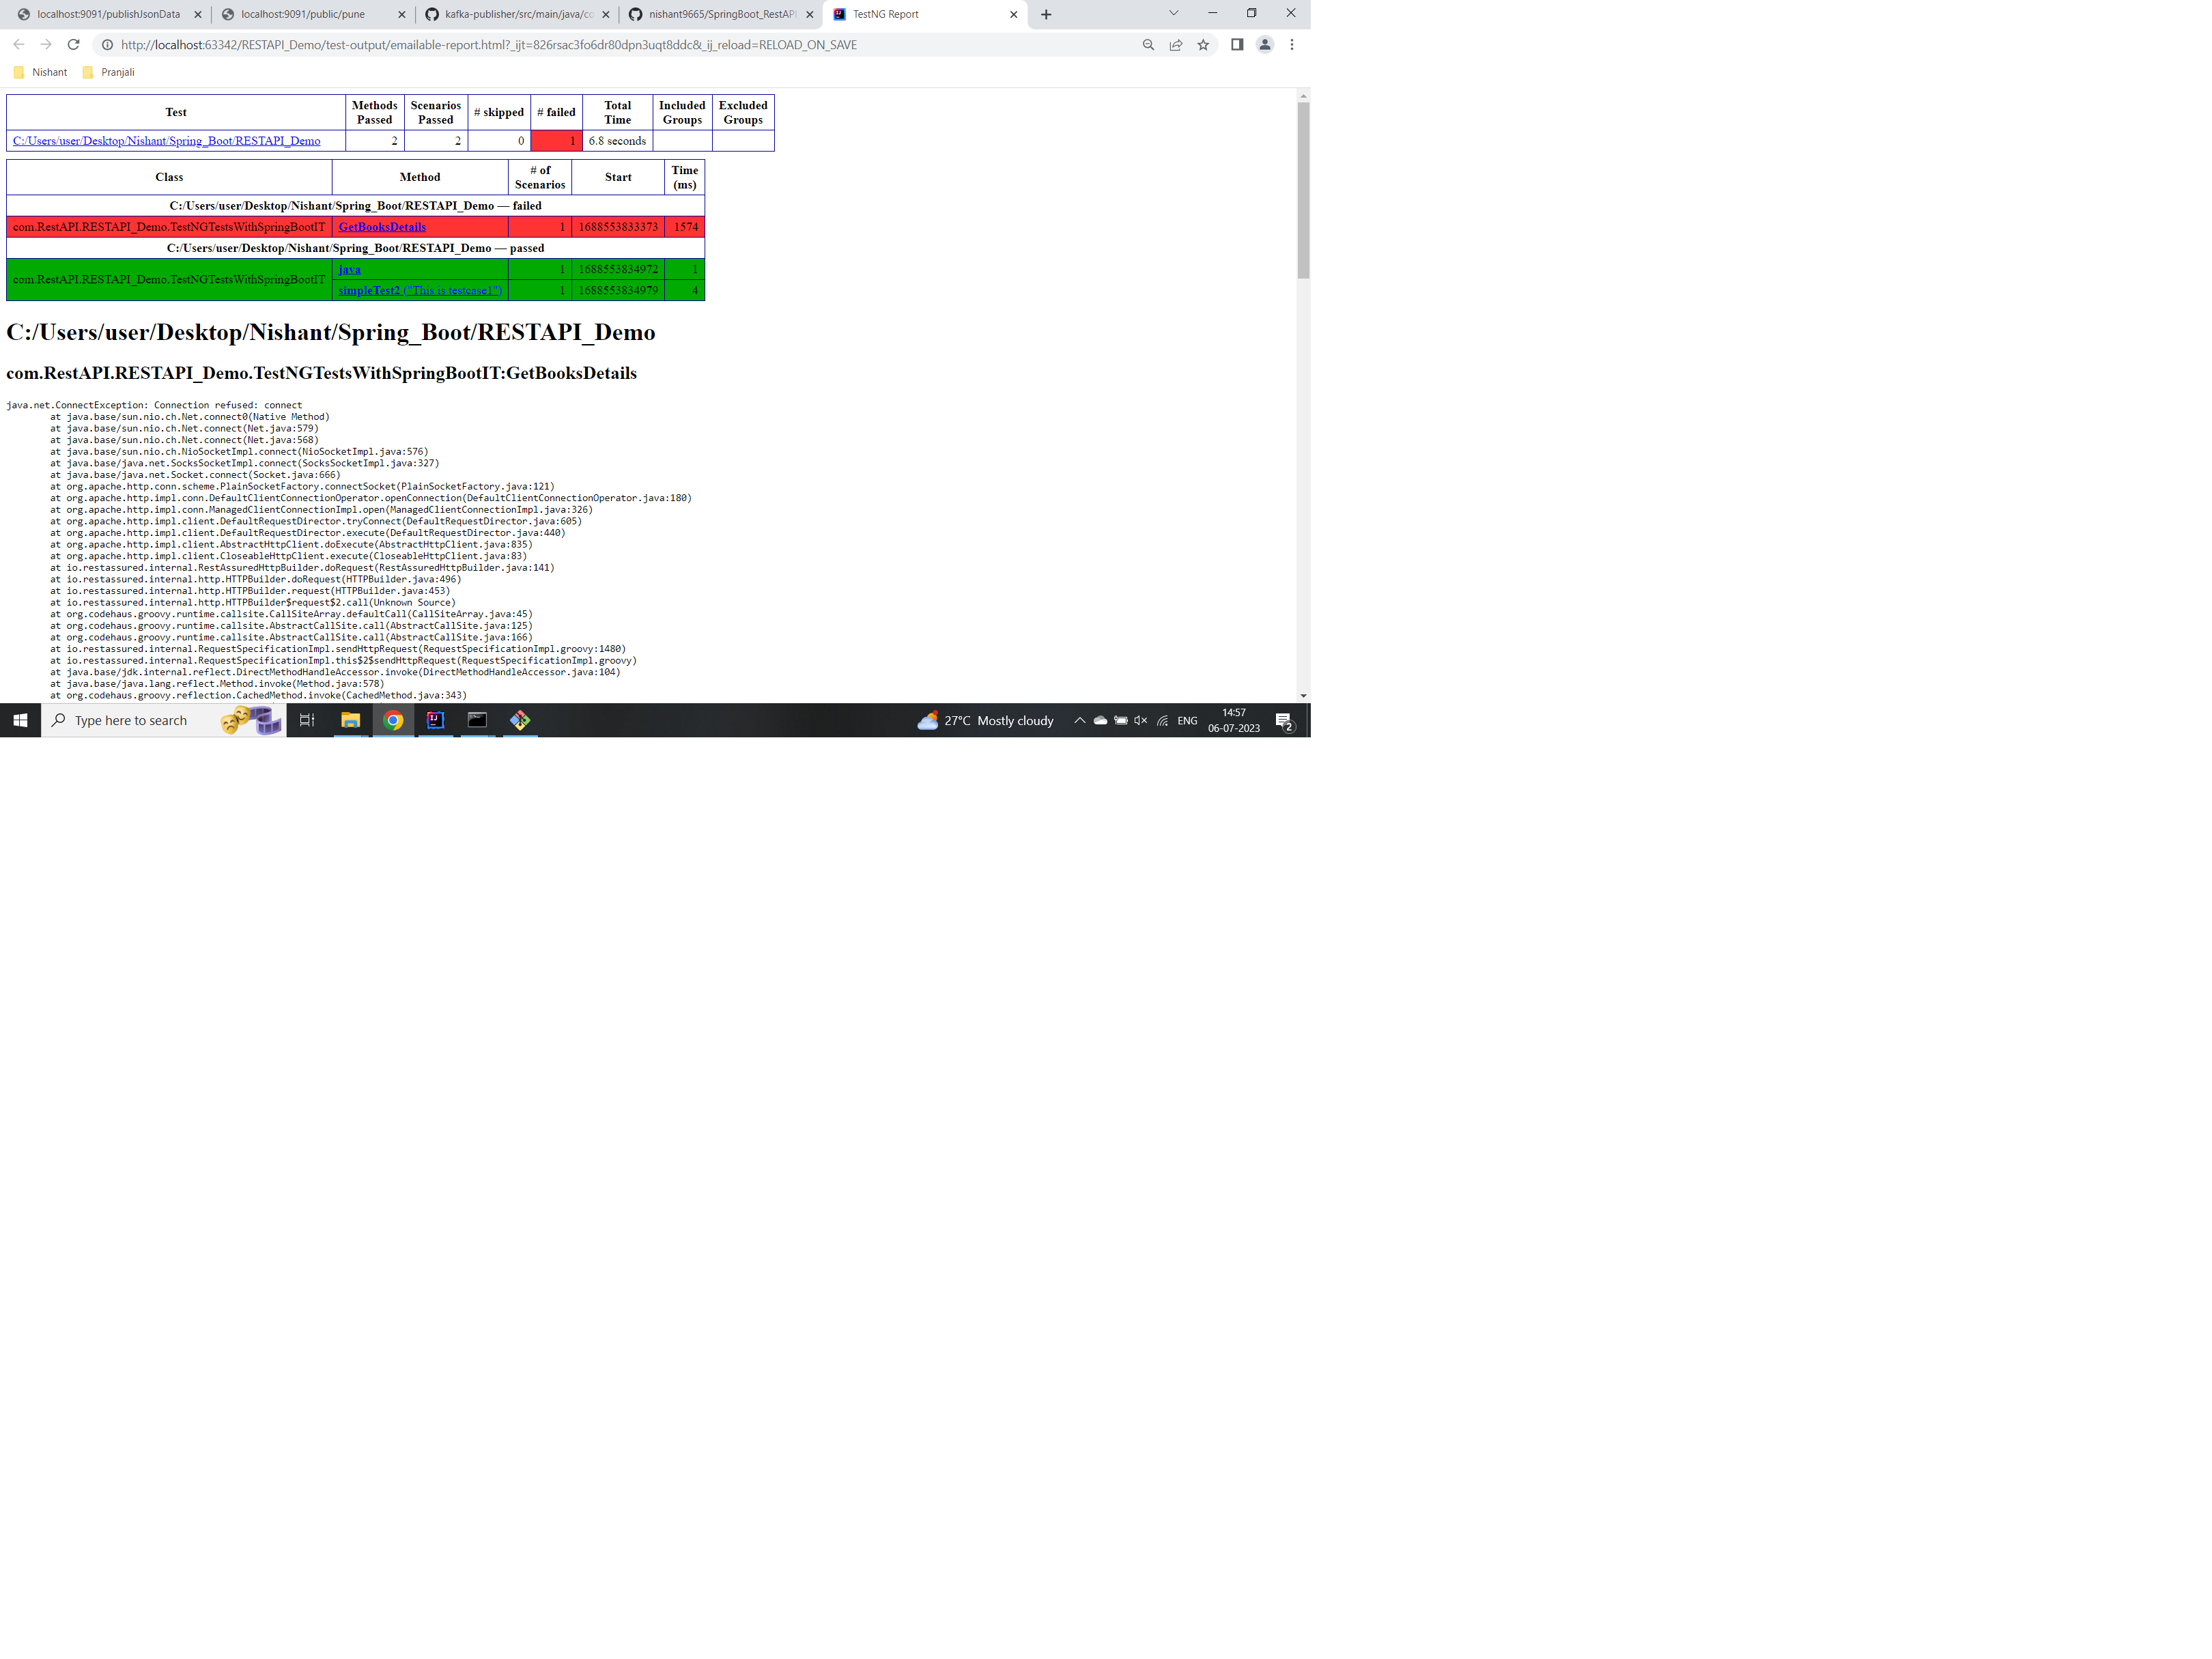 localhost:9091/publishJsonData
localhost:9091/public/pune
kafka-publisher/src/main/java/co
nishant9665/SpringBoot_RestAPI
TestNG Report
http://localhost:63342/RESTAPI_Demo/test-output/emailable-report.html?_ijt=826rsac3fo6dr80dpn3uqt8ddc&_ij_reload=RELOAD_ON_SAVE
Nishant
Pranjali
Test Methods Passed Scenarios Passed # skipped # failed Total Time Included Groups Excluded Groups
C:/Users/user/Desktop/Nishant/Spring_Boot/RESTAPI_Demo 2 2 0 1 6.8 seconds
Class Method # of Scenarios Start Time (ms)
C:/Users/user/Desktop/Nishant/Spring_Boot/RESTAPI_Demo — failed
com.RestAPI.RESTAPI_Demo.TestNGTestsWithSpringBootIT GetBooksDetails 1 1688553833373 1574
C:/Users/user/Desktop/Nishant/Spring_Boot/RESTAPI_Demo — passed
com.RestAPI.RESTAPI_Demo.TestNGTestsWithSpringBootIT java 1 1688553834972 1
simpleTest2 ("This is testcase1") 1 1688553834979 4
C:/Users/user/Desktop/Nishant/Spring_Boot/RESTAPI_Demo
com.RestAPI.RESTAPI_Demo.TestNGTestsWithSpringBootIT:GetBooksDetails
java.net.ConnectException: Connection refused: connect
at java.base/sun.nio.ch.Net.connect0(Native Method)
at java.base/sun.nio.ch.Net.connect(Net.java:579)
at java.base/sun.nio.ch.Net.connect(Net.java:568)
at java.base/sun.nio.ch.NioSocketImpl.connect(NioSocketImpl.java:576)
at java.base/java.net.SocksSocketImpl.connect(SocksSocketImpl.java:327)
at java.base/java.net.Socket.connect(Socket.java:666)
at org.apache.http.conn.scheme.PlainSocketFactory.connectSocket(PlainSocketFactory.java:121)
at org.apache.http.impl.conn.DefaultClientConnectionOperator.openConnection(DefaultClientConnectionOperator.java:180)
at org.apache.http.impl.conn.ManagedClientConnectionImpl.open(ManagedClientConnectionImpl.java:326)
at org.apache.http.impl.client.DefaultRequestDirector.tryConnect(DefaultRequestDirector.java:605)
at org.apache.http.impl.client.DefaultRequestDirector.execute(DefaultRequestDirector.java:440)
at org.apache.http.impl.client.AbstractHttpClient.doExecute(AbstractHttpClient.java:835)
at org.apache.http.impl.client.CloseableHttpClient.execute(CloseableHttpClient.java:83)
at io.restassured.internal.RestAssuredHttpBuilder.doRequest(RestAssuredHttpBuilder.java:141)
at io.restassured.internal.http.HTTPBuilder.doRequest(HTTPBuilder.java:496)
at io.restassured.internal.http.HTTPBuilder.request(HTTPBuilder.java:453)
at io.restassured.internal.http.HTTPBuilder$request$2.call(Unknown Source)
at org.codehaus.groovy.runtime.callsite.CallSiteArray.defaultCall(CallSiteArray.java:45)
at org.codehaus.groovy.runtime.callsite.AbstractCallSite.call(AbstractCallSite.java:125)
at org.codehaus.groovy.runtime.callsite.AbstractCallSite.call(AbstractCallSite.java:166)
at io.restassured.internal.RequestSpecificationImpl.sendHttpRequest(RequestSpecificationImpl.groovy:1480)
at io.restassured.internal.RequestSpecificationImpl.this$2$sendHttpRequest(RequestSpecificationImpl.groovy)
at java.base/jdk.internal.reflect.DirectMethodHandleAccessor.invoke(DirectMethodHandleAccessor.java:104)
at java.base/java.lang.reflect.Method.invoke(Method.java:578)
at org.codehaus.groovy.reflection.CachedMethod.invoke(CachedMethod.java:343)
Type here to search
27°C Mostly cloudy
ENG
14:57
06-07-2023
2